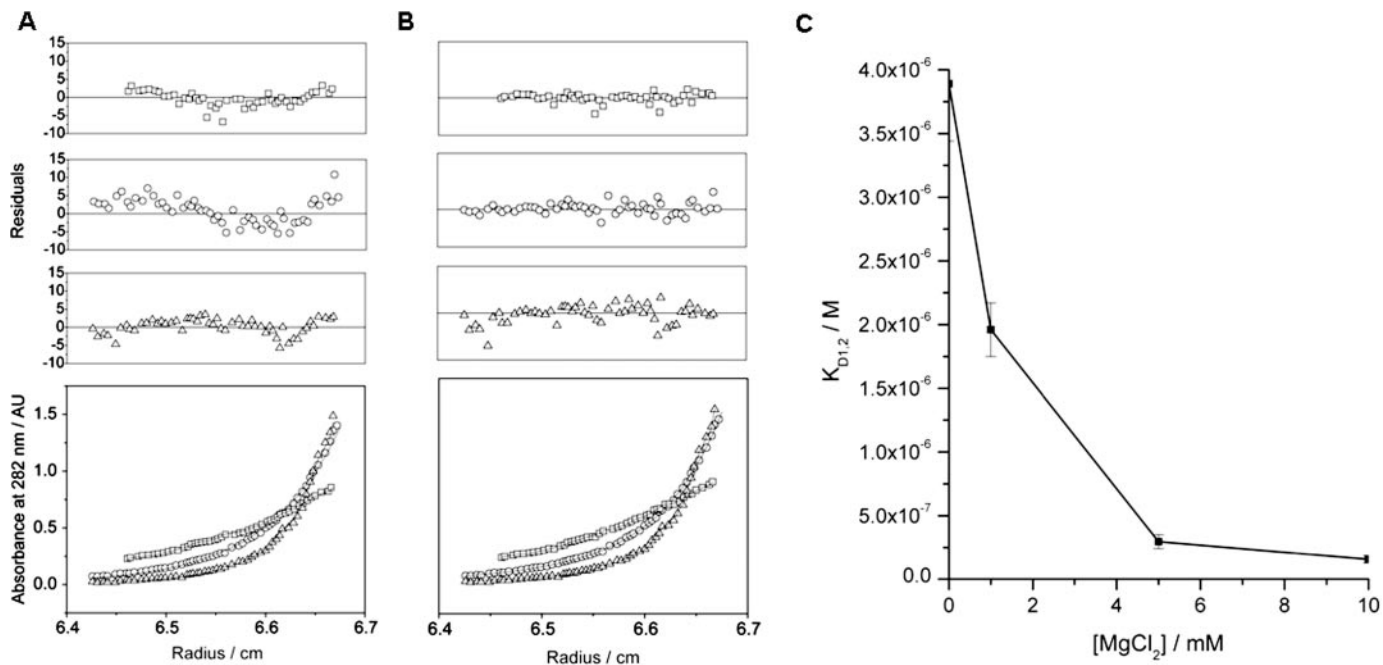 A
B
C
15
10
5
0
-5
-10
15
10
5
0
-5
-10
15
10
5
0
-5
-10
Residuals
1.5
1.0
0.5
0.0
Absorbance at 282 nm / AU
6.4 6.5 6.6 6.7
Radius / cm
6.4 6.5 6.6 6.7
Radius / cm
4.0x10⁻⁶
3.5x10⁻⁶
3.0x10⁻⁶
2.5x10⁻⁶
2.0x10⁻⁶
1.5x10⁻⁶
1.0x10⁻⁶
5.0x10⁻⁷
0.0
K_D1,2 / M
0 2 4 6 8 10
[MgCl₂] / mM